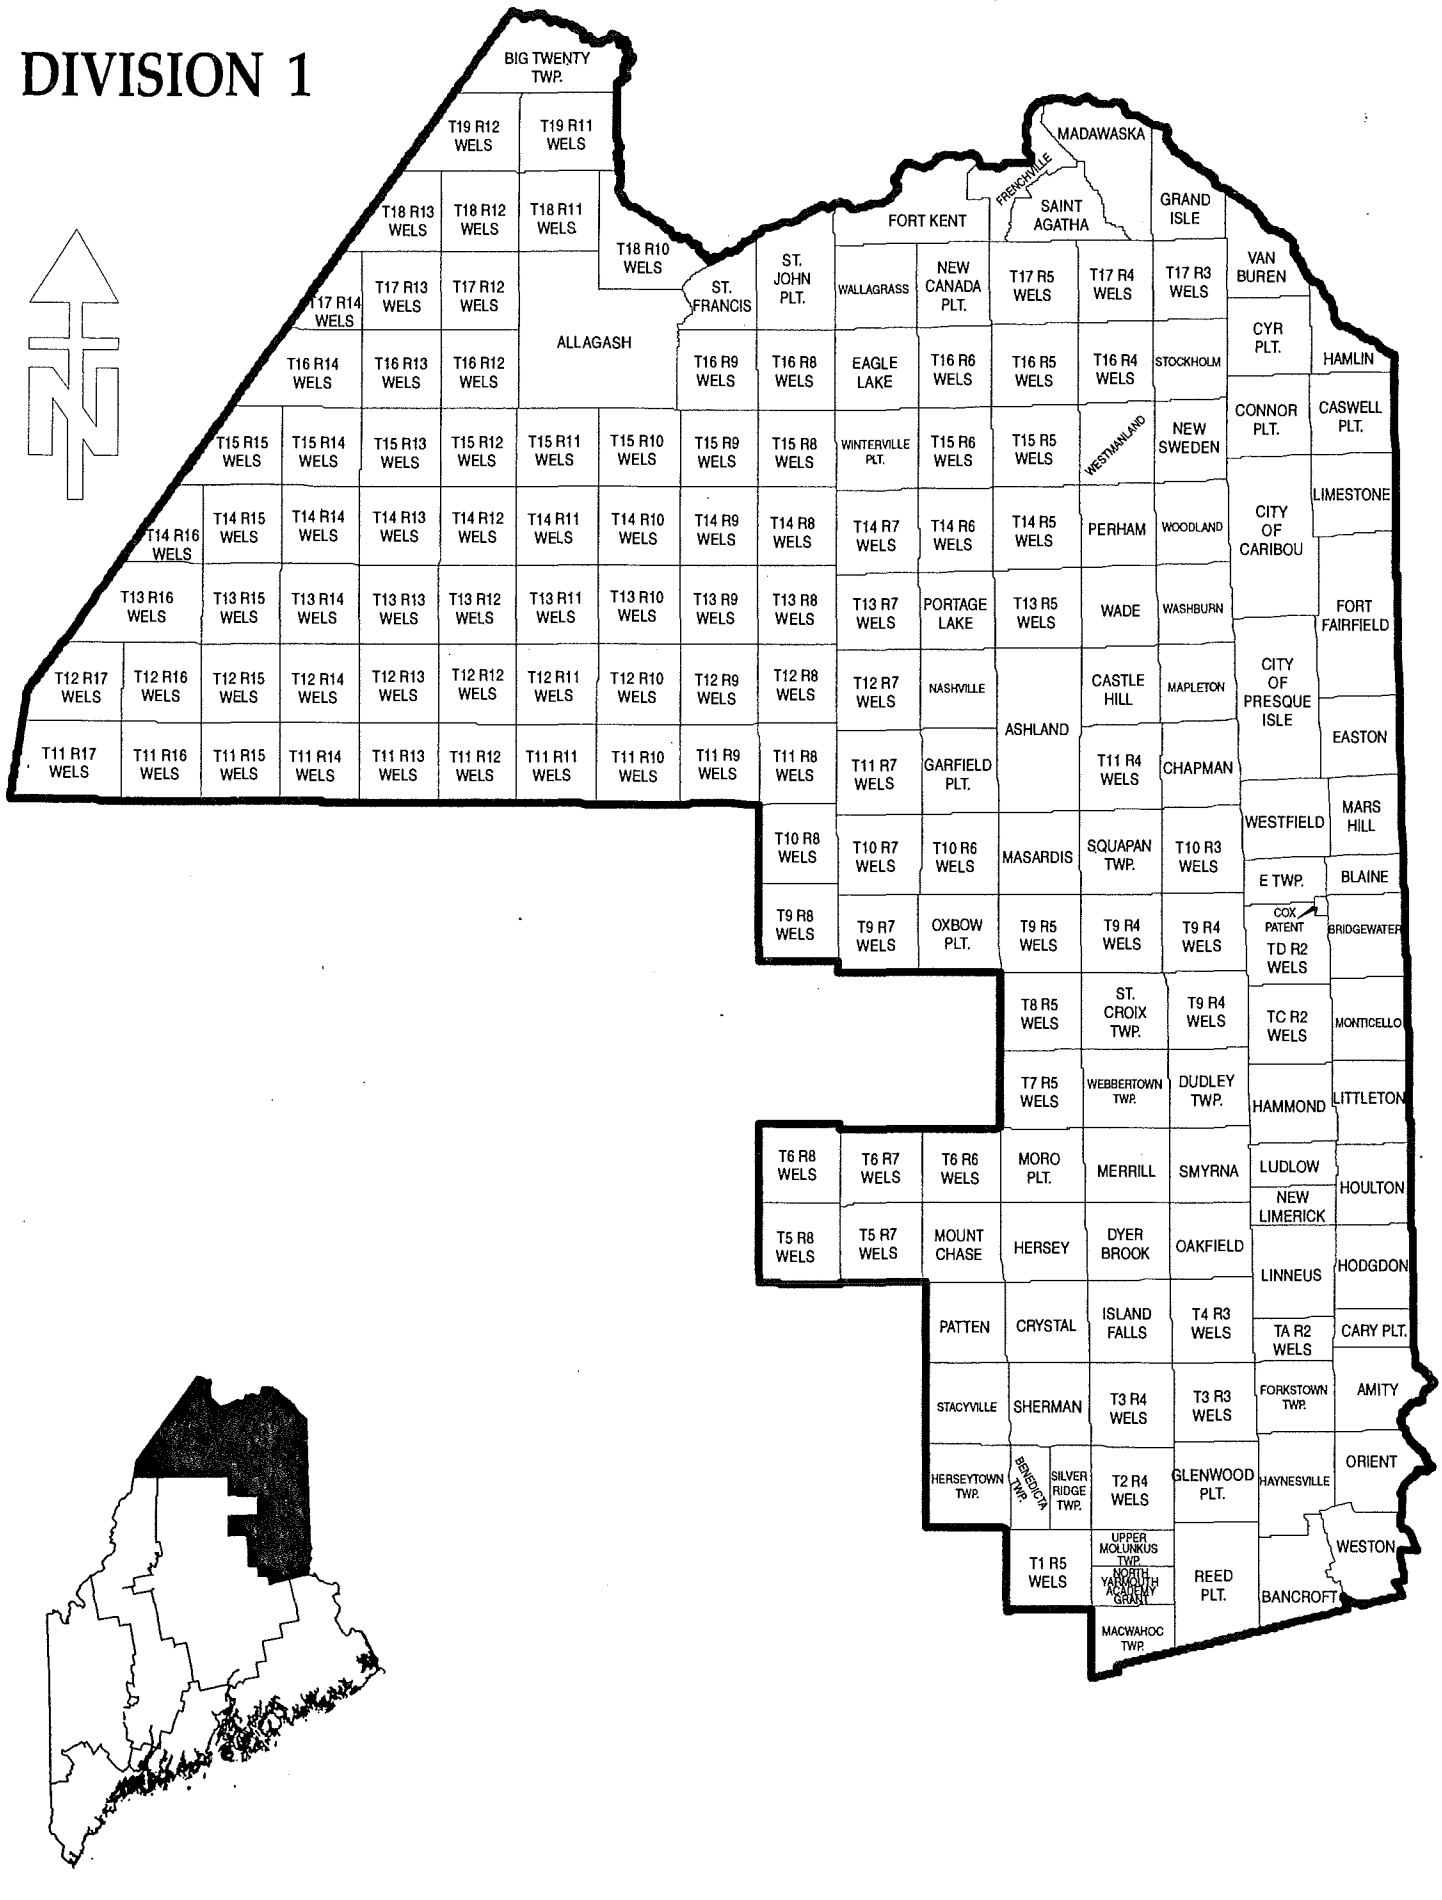 DIVISION 1
BIG TWENTY
TWP.
T19 R12
WELS
T19 R11
WELS
MADAWASKA
FRENCHVILLE
T18 R13
WELS
T18 R12
WELS
T18 R11
WELS
T18 R10
WELS
FORT KENT
SAINT
AGATHA
GRAND
ISLE
T17 R14
WELS
T17 R13
WELS
T17 R12
WELS
ALLAGASH
ST.
FRANCIS
ST.
JOHN
PLT.
WALLAGRASS
NEW
CANADA
PLT.
T17 R5
WELS
T17 R4
WELS
T17 R3
WELS
VAN
BUREN
CYR
PLT.
HAMLIN
T16 R14
WELS
T16 R13
WELS
T16 R12
WELS
T16 R9
WELS
T16 R8
WELS
EAGLE
LAKE
T16 R6
WELS
T16 R5
WELS
T16 R4
WELS
STOCKHOLM
CONNOR
PLT.
CASWELL
PLT.
T15 R15
WELS
T15 R14
WELS
T15 R13
WELS
T15 R12
WELS
T15 R11
WELS
T15 R10
WELS
T15 R9
WELS
T15 R8
WELS
WINTERVILLE
PLT.
T15 R6
WELS
T15 R5
WELS
WESTMANLAND
NEW
SWEDEN
LIMESTONE
T14 R16
WELS
T14 R15
WELS
T14 R14
WELS
T14 R13
WELS
T14 R12
WELS
T14 R11
WELS
T14 R10
WELS
T14 R9
WELS
T14 R8
WELS
T14 R7
WELS
T14 R6
WELS
T14 R5
WELS
PERHAM
WOODLAND
CITY
OF
CARIBOU
T13 R16
WELS
T13 R15
WELS
T13 R14
WELS
T13 R13
WELS
T13 R12
WELS
T13 R11
WELS
T13 R10
WELS
T13 R9
WELS
T13 R8
WELS
T13 R7
WELS
PORTAGE
LAKE
T13 R5
WELS
WADE
WASHBURN
FORT
FAIRFIELD
T12 R17
WELS
T12 R16
WELS
T12 R15
WELS
T12 R14
WELS
T12 R13
WELS
T12 R12
WELS
T12 R11
WELS
T12 R10
WELS
T12 R9
WELS
T12 R8
WELS
T12 R7
WELS
NASHVILLE
ASHLAND
CASTLE
HILL
MAPLETON
CITY
OF
PRESQUE
ISLE
EASTON
T11 R17
WELS
T11 R16
WELS
T11 R15
WELS
T11 R14
WELS
T11 R13
WELS
T11 R12
WELS
T11 R11
WELS
T11 R10
WELS
T11 R9
WELS
T11 R8
WELS
T11 R7
WELS
GARFIELD
PLT.
T11 R4
WELS
CHAPMAN
WESTFIELD
MARS
HILL
T10 R8
WELS
T10 R7
WELS
T10 R6
WELS
MASARDIS
SQUAPAN
TWP.
T10 R3
WELS
E TWP.
BLAINE
T9 R8
WELS
T9 R7
WELS
OXBOW
PLT.
T9 R5
WELS
T9 R4
WELS
T9 R4
WELS
COX
PATENT
TD R2
WELS
BRIDGEWATER
T8 R5
WELS
ST.
CROIX
TWP.
T9 R4
WELS
TC R2
WELS
MONTICELLO
T7 R5
WELS
WEBBERTOWN
TWP.
DUDLEY
TWP.
HAMMOND
LITTLETON
T6 R8
WELS
T6 R7
WELS
T6 R6
WELS
MORO
PLT.
MERRILL
SMYRNA
LUDLOW
NEW
LIMERICK
HOULTON
T5 R8
WELS
T5 R7
WELS
MOUNT
CHASE
HERSEY
DYER
BROOK
OAKFIELD
LINNEUS
HODGDON
PATTEN
CRYSTAL
ISLAND
FALLS
T4 R3
WELS
TA R2
WELS
CARY PLT.
STACYVILLE
SHERMAN
T3 R4
WELS
T3 R3
WELS
FORKSTOWN
TWP.
AMITY
HERSEYTOWN
TWP.
BENEDICTA
TWP.
SILVER
RIDGE
TWP.
T2 R4
WELS
GLENWOOD
PLT.
HAYNESVILLE
ORIENT
T1 R5
WELS
UPPER
MOLUNKUS
TWP.
NORTH
YARMOUTH
ACADEMY
GRANT
REED
PLT.
BANCROFT
WESTON
MACWAHOC
TWP.
N